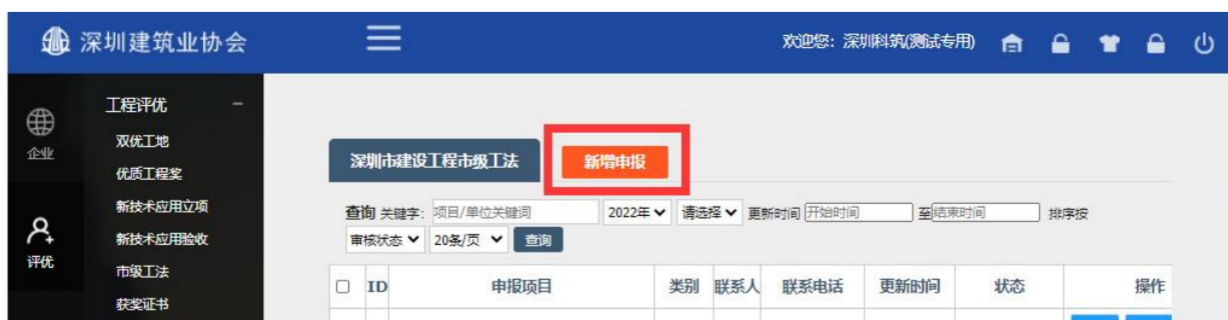 深圳建筑业协会
欢迎您: 深圳科筑(测试专用)
企业
评优
工程评优 −
双优工地
优质工程奖
新技术应用立项
新技术应用验收
市级工法
获奖证书
深圳市建设工程市级工法 新增申报
查询 关键字: 项目/单位关键词 2022年 请选择 更新时间 开始时间 至 结束时间 排序按
审核状态 20条/页 查询
ID 申报项目 类别 联系人 联系电话 更新时间 状态 操作